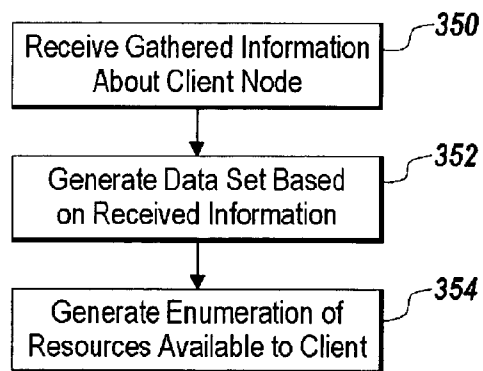 350
Receive Gathered Information
About Client Node
352
Generate Data Set Based
on Received Information
354
Generate Enumeration of
Resources Available to Client